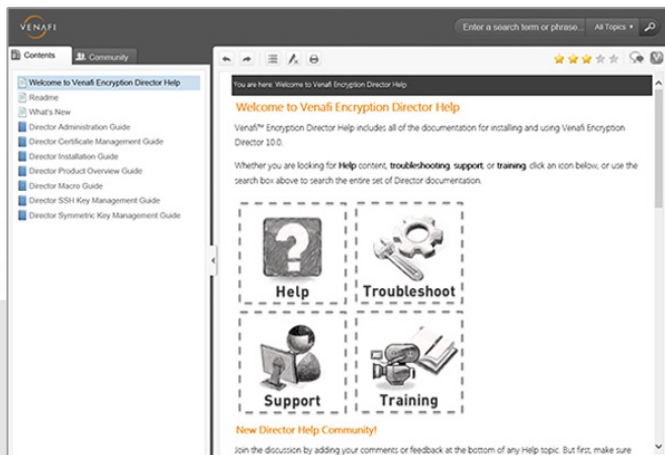 VENAFI
Enter a search term or phrase... All Topics
Contents Community
Welcome to Venafi Encryption Director Help
Readme
What's New
Director Administration Guide
Director Certificate Management Guide
Director Installation Guide
Director Product Overview Guide
Director Macro Guide
Director SSH Key Management Guide
Director Symmetric Key Management Guide
You are here: Welcome to Venafi Encryption Director Help
Welcome to Venafi Encryption Director Help
Venafi™ Encryption Director Help includes all of the documentation for installing and using Venafi Encryption
Director 10.0.
Whether you are looking for Help content, troubleshooting, support, or training, click an icon below, or use the
search box above to search the entire set of Director documentation.
Help Troubleshoot
Support Training
New Director Help Community!
Join the discussion by adding your comments or feedback at the bottom of any Help topic. But first, make sure